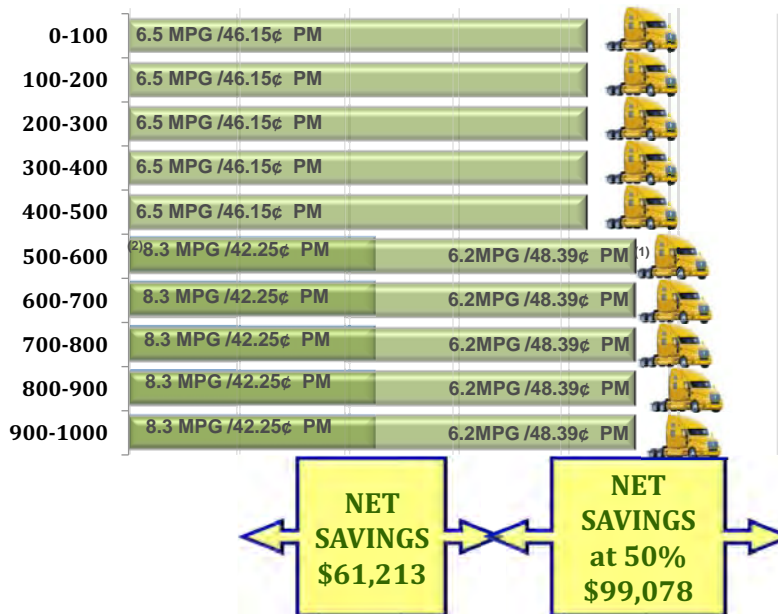 0-100 6.5 MPG /46.15¢ PM
100-200 6.5 MPG /46.15¢ PM
200-300 6.5 MPG /46.15¢ PM
300-400 6.5 MPG /46.15¢ PM
400-500 6.5 MPG /46.15¢ PM
500-600 (2)8.3 MPG /42.25¢ PM 6.2MPG /48.39¢ PM (1)
600-700 8.3 MPG /42.25¢ PM 6.2MPG /48.39¢ PM
700-800 8.3 MPG /42.25¢ PM 6.2MPG /48.39¢ PM
800-900 8.3 MPG /42.25¢ PM 6.2MPG /48.39¢ PM
900-1000 8.3 MPG /42.25¢ PM 6.2MPG /48.39¢ PM
NET
SAVINGS
$61,213
NET
SAVINGS
at 50%
$99,078